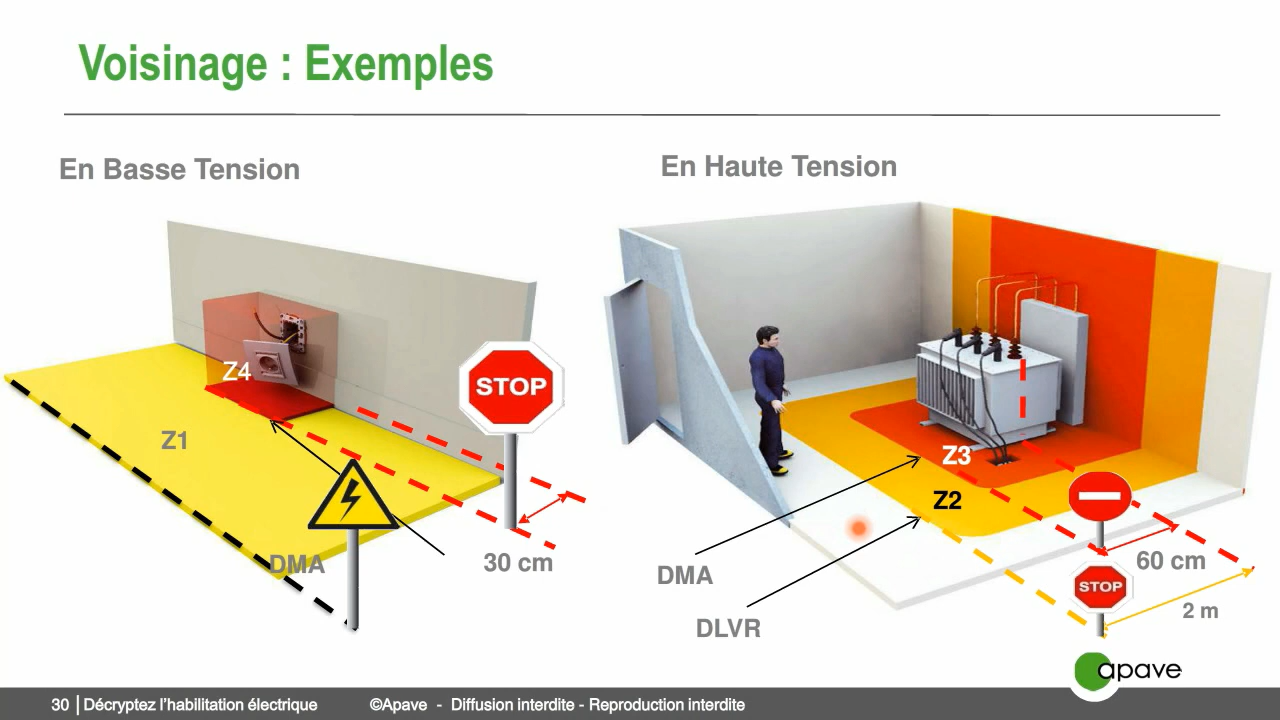 Voisinage : Exemples
En Basse Tension
En Haute Tension
Z4
STOP
Z1
Z3
Z2
DMA
30 cm
DMA
60 cm
STOP
DLVR
2 m
apave
30 | Décryptez l'habilitation électrique
©Apave - Diffusion interdite - Reproduction interdite